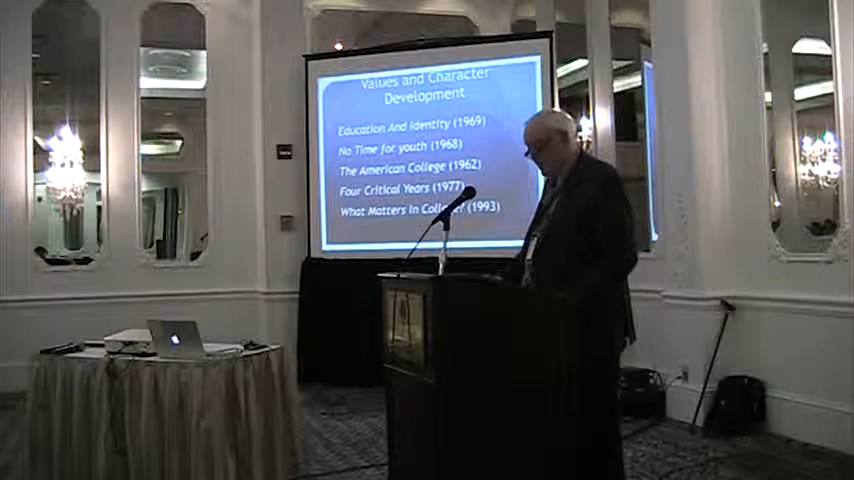 Values and Character
Development
Education And Identity (1969)
No Time for youth (1968)
The American College (1962)
Four Critical Years (1977)
What Matters In College? (1993)